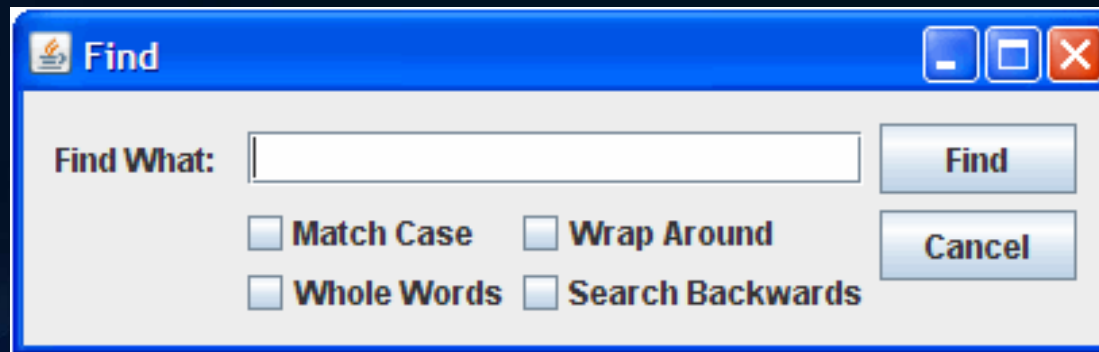 Find
Find What:
Find
Match Case
Wrap Around
Cancel
Whole Words
Search Backwards